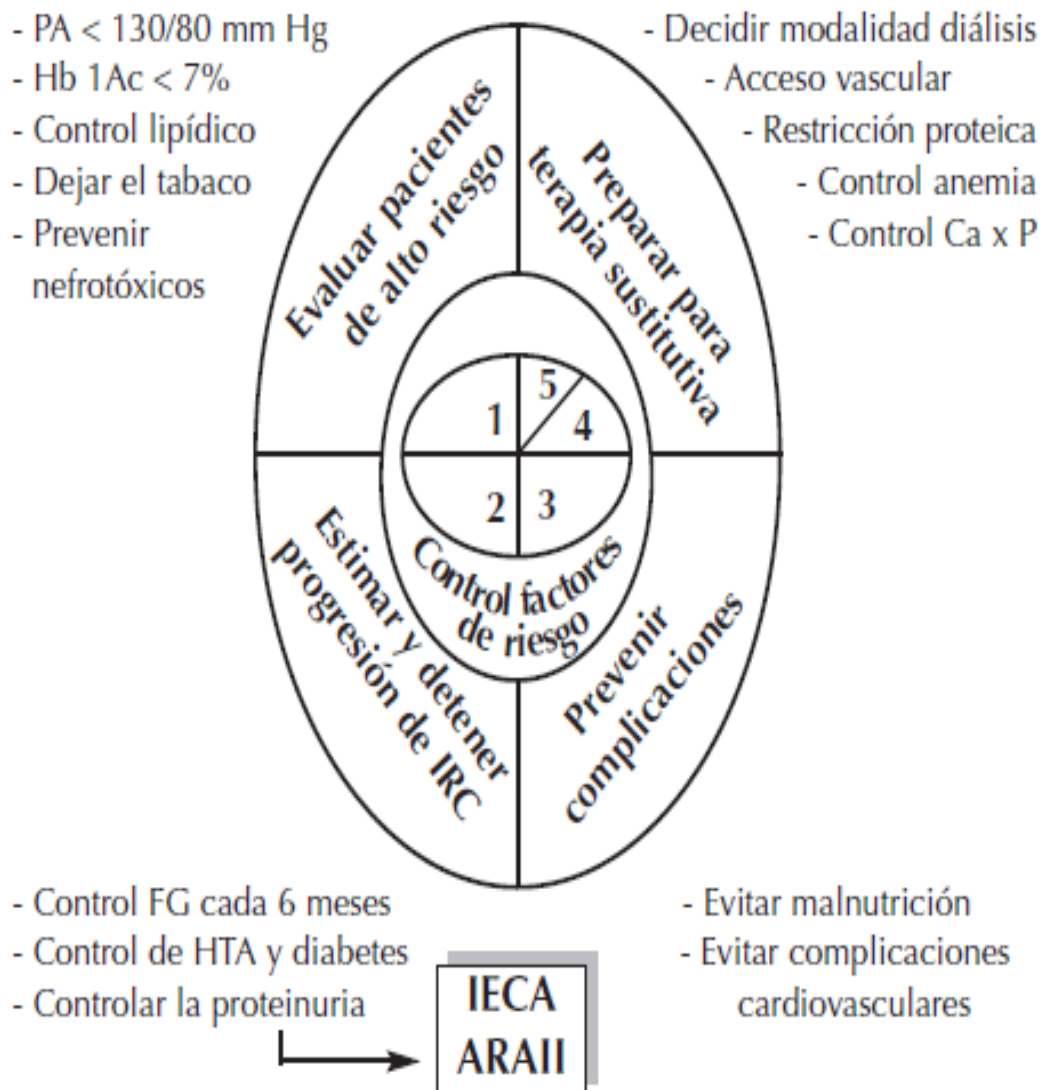 - PA < 130/80 mm Hg
- Hb 1Ac < 7%
- Control lipídico
- Dejar el tabaco
- Prevenir
nefrotóxicos
- Decidir modalidad diálisis
- Acceso vascular
- Restricción proteica
- Control anemia
- Control Ca x P
Evaluar pacientes
de alto riesgo
Preparar para
terapia sustitutiva
1
5
4
2
3
Control factores
de riesgo
Estimar y detener
progresión de IRC
Prevenir
complicaciones
- Control FG cada 6 meses
- Control de HTA y diabetes
- Controlar la proteinuria
IECA
ARAII
- Evitar malnutrición
- Evitar complicaciones
cardiovasculares